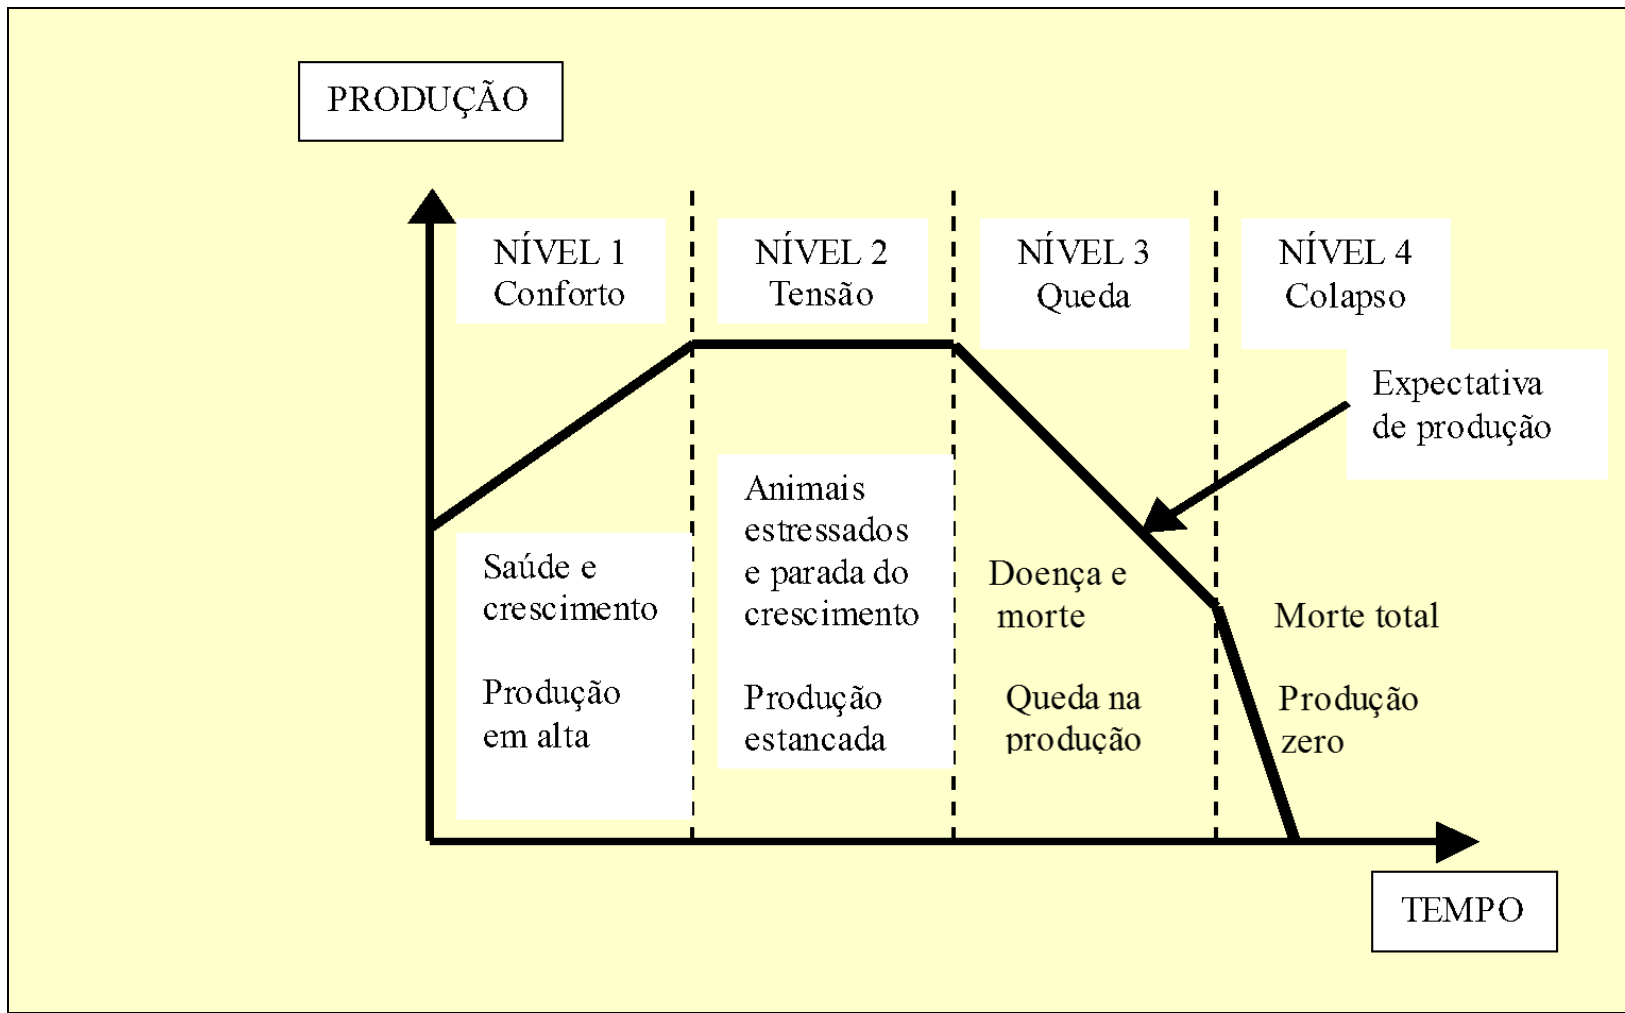 PRODUÇÃO
NÍVEL 1
Conforto
NÍVEL 2
Tensão
NÍVEL 3
Queda
NÍVEL 4
Colapso
Expectativa
de produção
Saúde e
crescimento
Produção
em alta
Animais
estressados
e parada do
crescimento
Produção
estancada
Doença e
morte
Queda na
produção
Morte total
Produção
zero
TEMPO